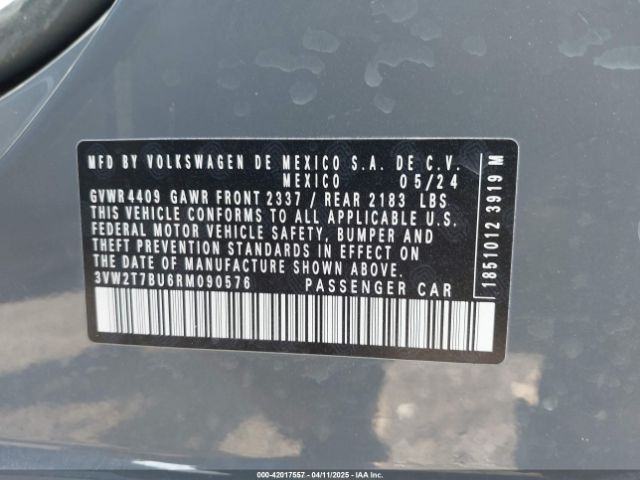 MFD BY VOLKSWAGEN DE MEXICO S.A. DE C.V.
MEXICO 05/24
GVWR 4409 GAWR FRONT 2337 / REAR 2183 LBS
THIS VEHICLE CONFORMS TO ALL APPLICABLE U.S.
FEDERAL MOTOR VEHICLE SAFETY, BUMPER AND
THEFT PREVENTION STANDARDS IN EFFECT ON
THE DATE OF MANUFACTURE SHOWN ABOVE.
3VW2T7BU6RM090576 PASSENGER CAR
1851012 3919 M
000-42017557 - 04/11/2025 - IAAI.COM